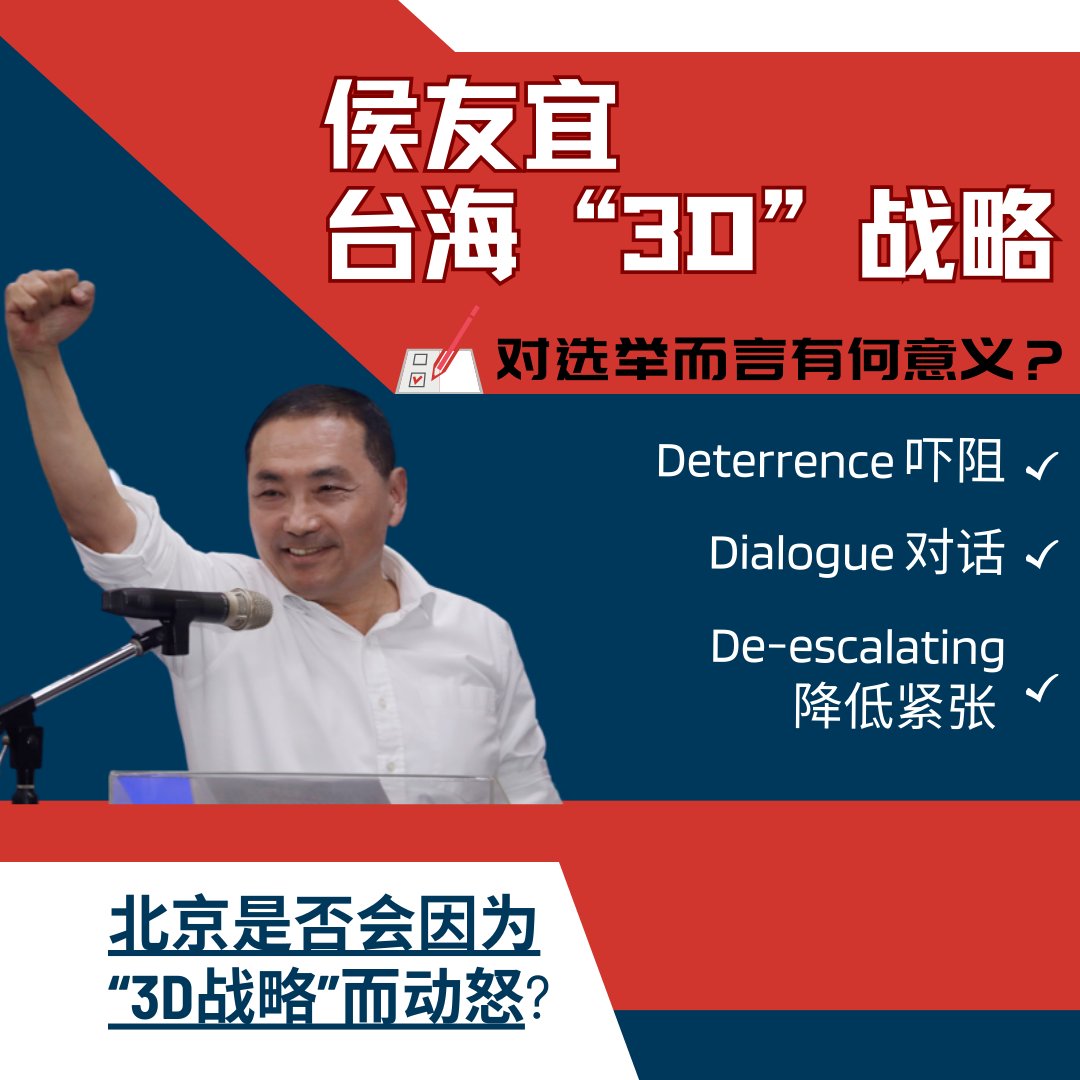 侯友宜
台海“3D”战略
对选举而言有何意义？
Deterrence 吓阻
Dialogue 对话
De-escalating
降低紧张
北京是否会因为
“3D战略”而动怒?